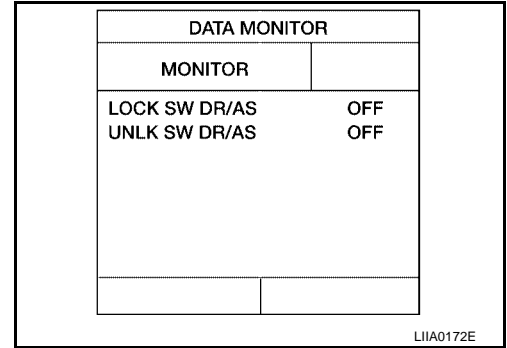 DATA MONITOR
MONITOR
LOCK SW DR/AS OFF
UNLK SW DR/AS OFF
LIIA0172E